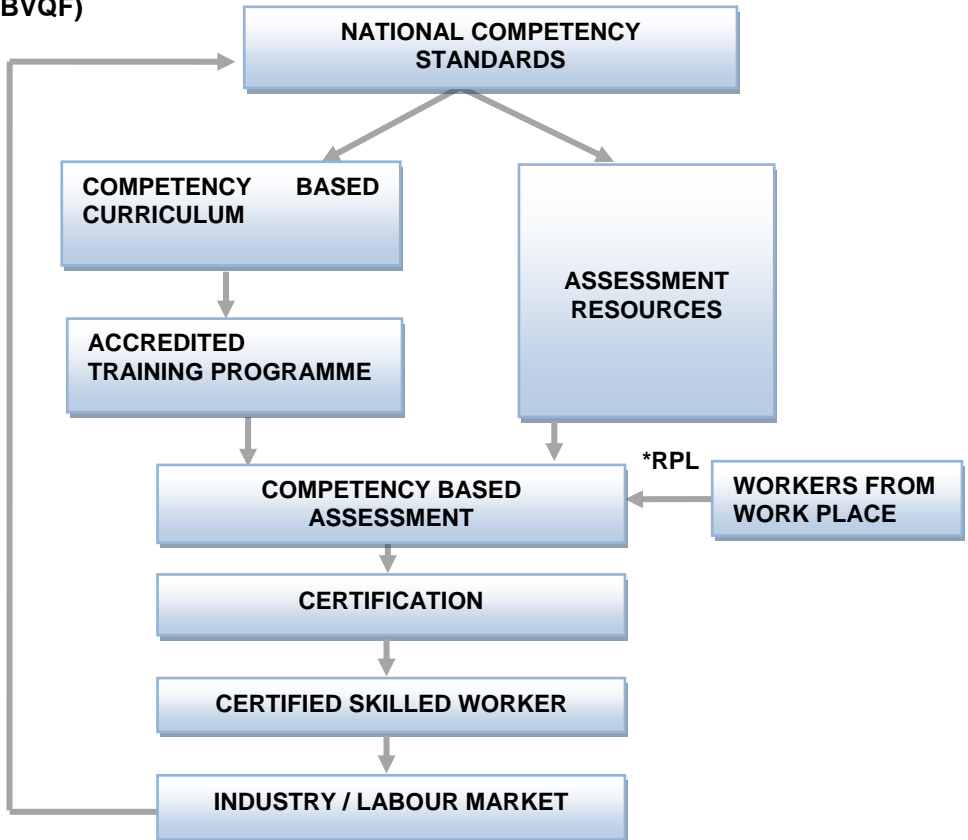 BVQF)
NATIONAL COMPETENCY
STANDARDS
COMPETENCY BASED
CURRICULUM
ASSESSMENT
RESOURCES
ACCREDITED
TRAINING PROGRAMME
*RPL
COMPETENCY BASED
ASSESSMENT
WORKERS FROM
WORK PLACE
CERTIFICATION
CERTIFIED SKILLED WORKER
INDUSTRY / LABOUR MARKET